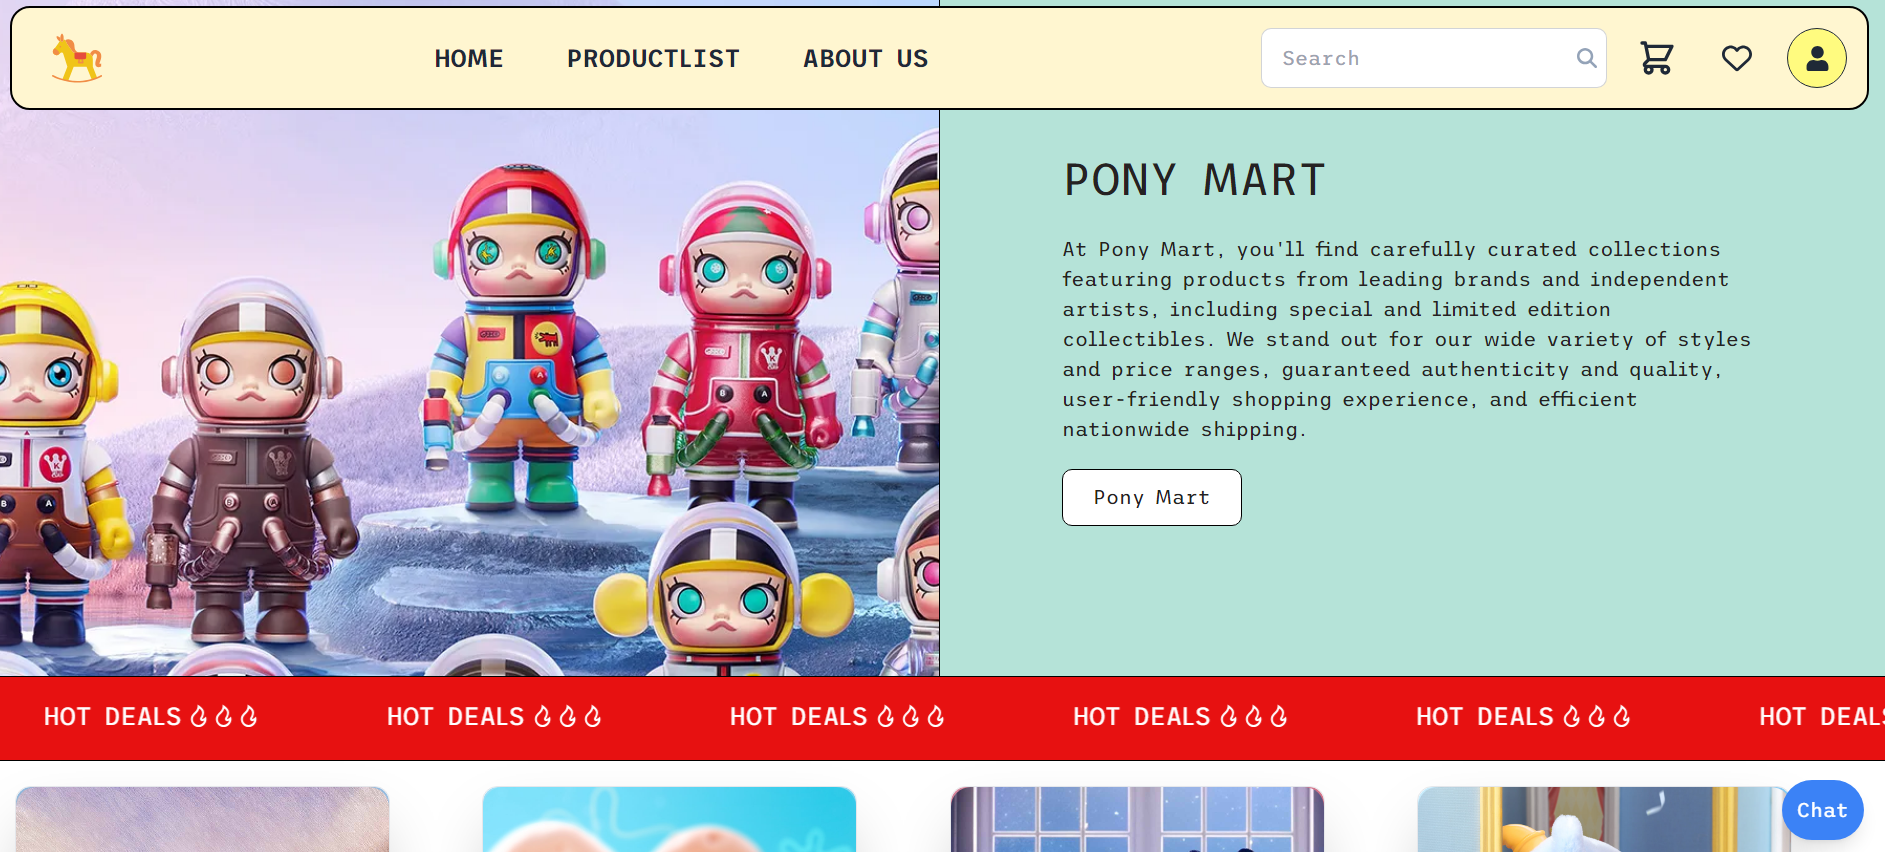 HOME PRODUCTLIST ABOUT US Search
PONY MART
At Pony Mart, you'll find carefully curated collections
featuring products from leading brands and independent
artists, including special and limited edition
collectibles. We stand out for our wide variety of styles
and price ranges, guaranteed authenticity and quality,
user-friendly shopping experience, and efficient
nationwide shipping.
Pony Mart
HOT DEALS HOT DEALS HOT DEALS HOT DEALS HOT DEALS HOT DEALS
Chat